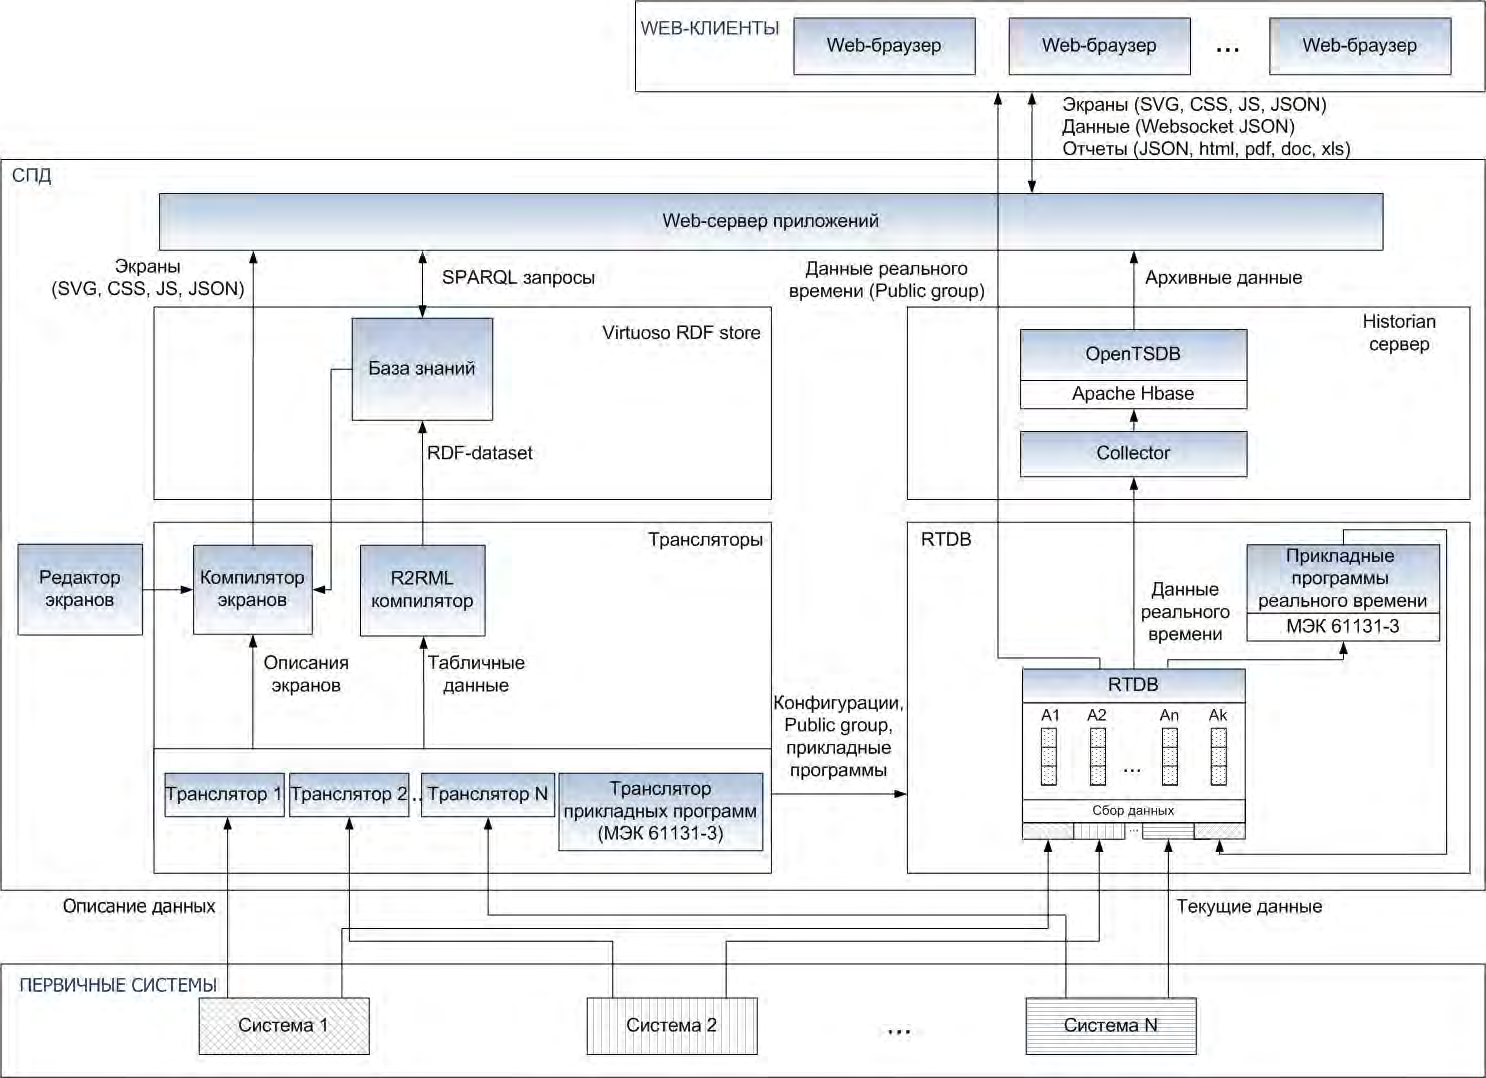 WEB-КЛИЕНТЫ
Web-браузер
Web-браузер
...
Web-браузер
Экраны (SVG, CSS, JS, JSON)
Данные (Websocket JSON)
Отчеты (JSON, html, pdf, doc, xls)
СПД
Web-сервер приложений
Экраны
(SVG, CSS, JS, JSON)
SPARQL запросы
Данные реального
времени (Public group)
Архивные данные
Virtuoso RDF store
База знаний
RDF-dataset
Historian
сервер
OpenTSDB
Apache Hbase
Collector
Редактор
экранов
Трансляторы
Компилятор
экранов
R2RML
компилятор
Описания
экранов
Табличные
данные
Транслятор 1
Транслятор 2
..
Транслятор N
Транслятор
прикладных программ
(МЭК 61131-3)
Конфигурации,
Public group,
прикладные
программы
RTDB
Данные
реального
времени
Прикладные
программы
реального времени
МЭК 61131-3
RTDB
A1 A2 An Ak
...
Сбор данных
...
Описание данных
Текущие данные
ПЕРВИЧНЫЕ СИСТЕМЫ
Система 1
Система 2
...
Система N